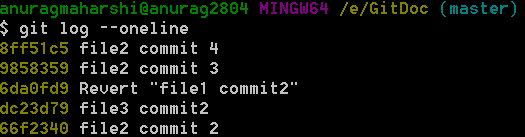 anuragmaharshi@anurag2804 MINGW64 /e/GitDoc (master)
$ git log --oneline
8ff51c5 file2 commit 4
9858359 file2 commit 3
6da0fd9 Revert "file1 commit2"
dc23d79 file3 commit2
66f2340 file2 commit 2